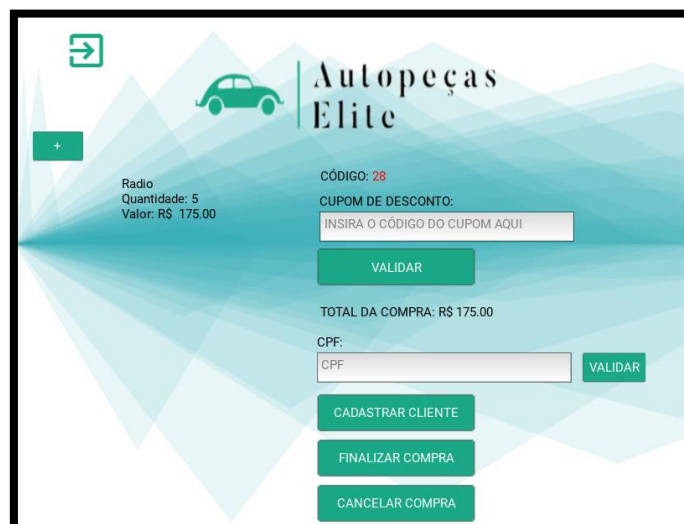 Autopeças
Elite
+
Radio
Quantidade: 5
Valor: R$ 175.00
CÓDIGO: 28
CUPOM DE DESCONTO:
INSIRA O CÓDIGO DO CUPOM AQUI
VALIDAR
TOTAL DA COMPRA: R$ 175.00
CPF:
CPF
VALIDAR
CADASTRAR CLIENTE
FINALIZAR COMPRA
CANCELAR COMPRA